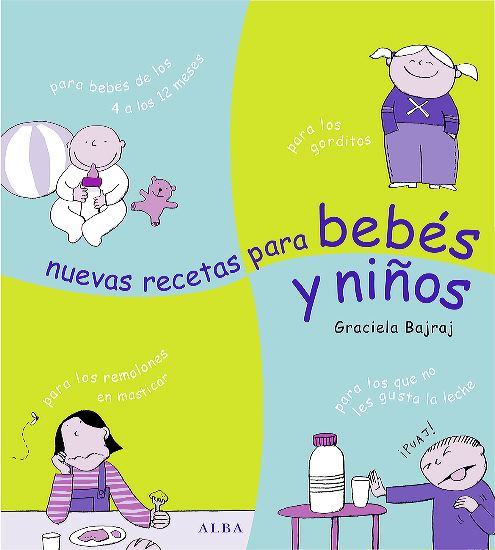 para bebés de los
4 a los 12 meses
para los
gorditos
nuevas recetas para bebés
y niños
Graciela Bajraj
para los remolones
en masticar
para los que no
les gusta la leche
¡PUAJ!
ALBA